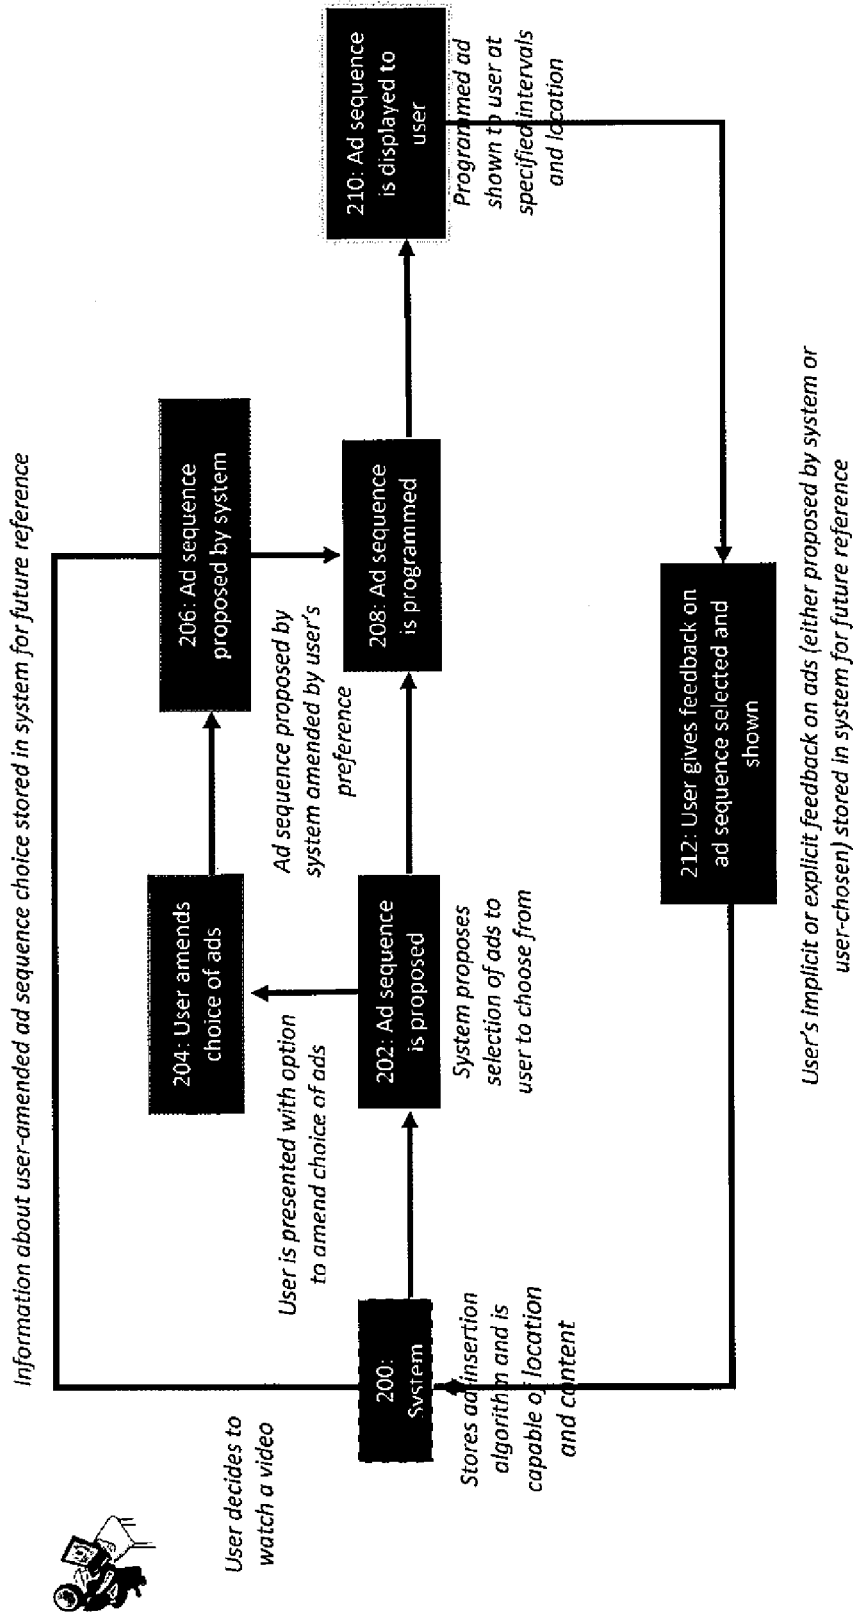 Information about user-amended ad sequence choice stored in system for future reference
User decides to
watch a video
User is presented with option
to amend choice of ads
204: User amends
choice of ads
206: Ad sequence
proposed by system
Ad sequence proposed by
system amended by user's
preference
200:
System
Stores ad insertion
algorithm and is
capable of location
and content
202: Ad sequence
is proposed
System proposes
selection of ads to
user to choose from
208: Ad sequence
is programmed
210: Ad sequence
is displayed to
user
Programmed ad
shown to user at
specified intervals
and location
212: User gives feedback on
ad sequence selected and
shown
User's implicit or explicit feedback on ads (either proposed by system or
user-chosen) stored in system for future reference